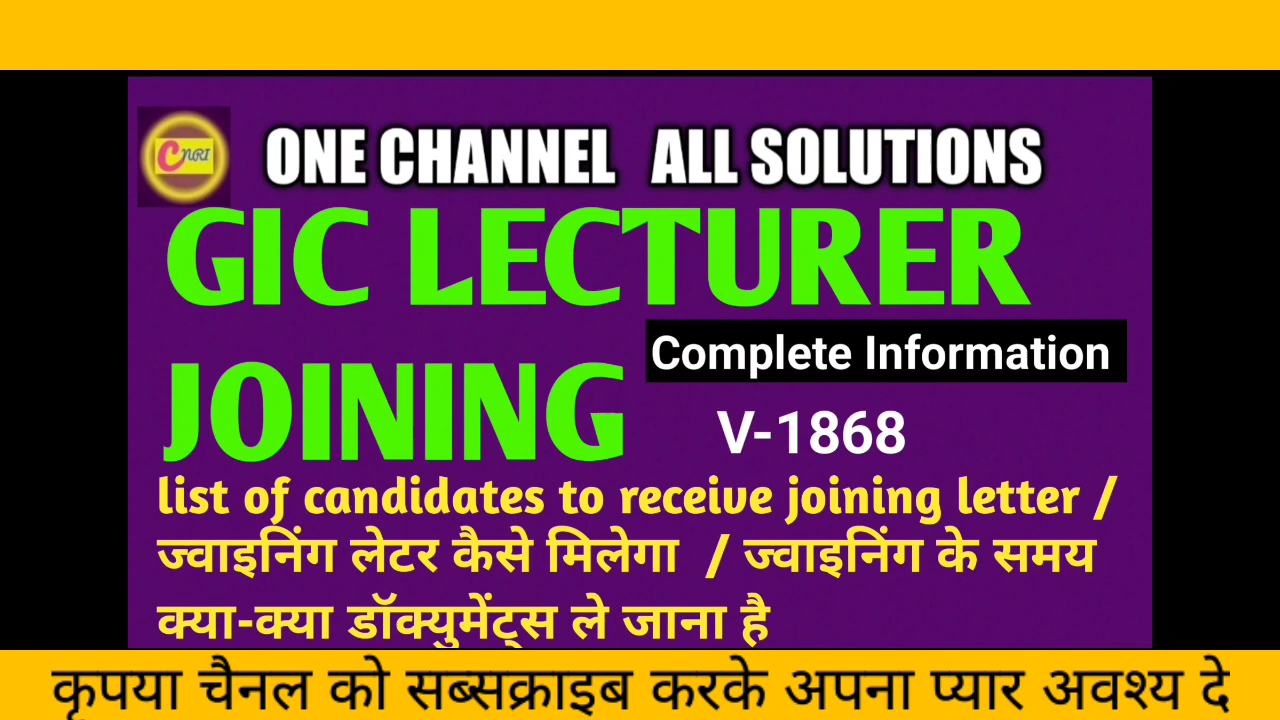 CNRI
ONE CHANNEL ALL SOLUTIONS
GIC LECTURER
Complete Information
JOINING
V-1868
list of candidates to receive joining letter /
ज्वाइनिंग लेटर कैसे मिलेगा / ज्वाइनिंग के समय
क्या-क्या डॉक्युमेंट्स ले जाना है
कृपया चैनल को सब्सक्राइब करके अपना प्यार अवश्य दे